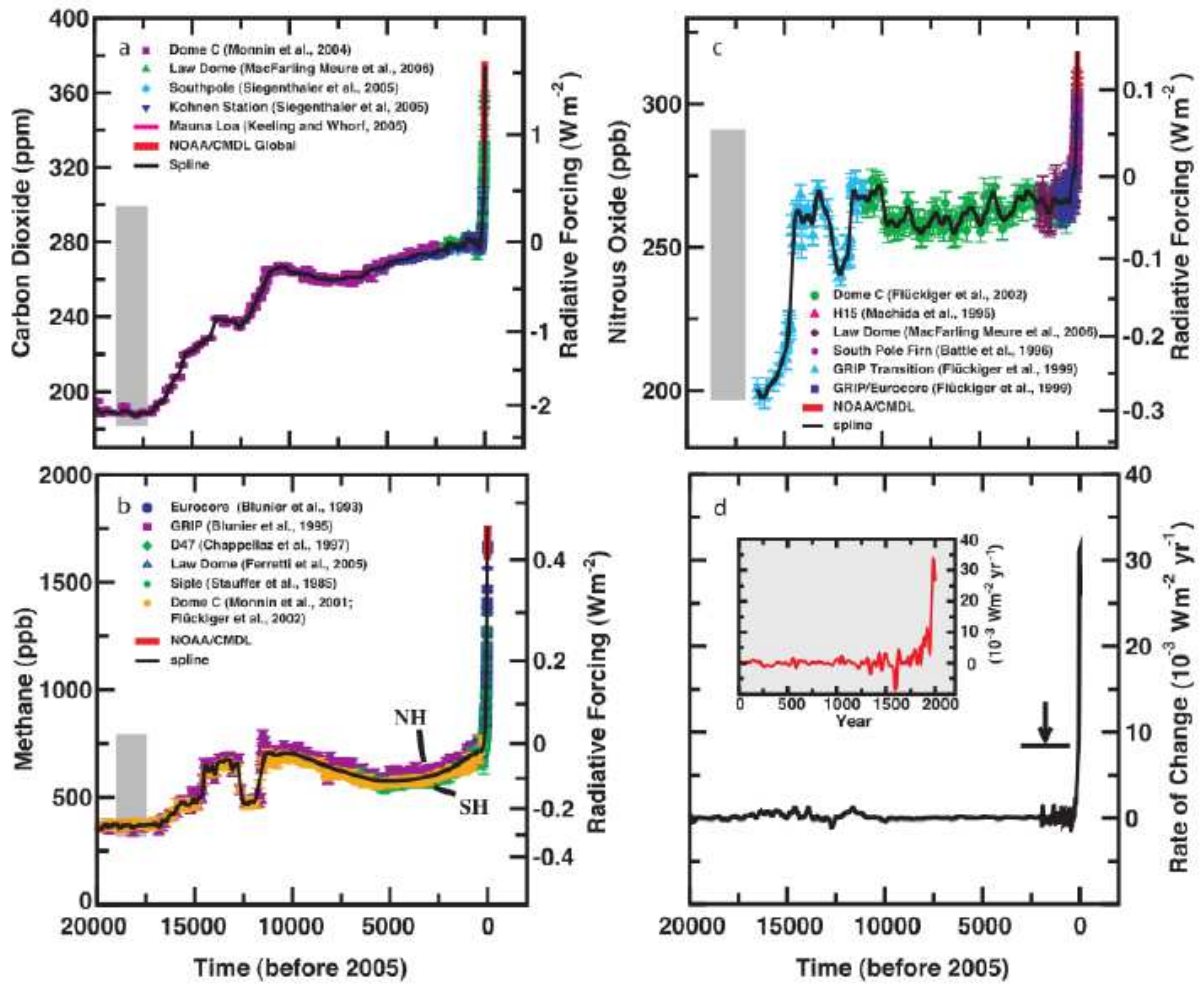 a
Dome C (Monnin et al., 2004)
Law Dome (MacFarling Meure et al., 2006)
Southpole (Siegenthaler et al., 2005)
Kohnen Station (Siegenthaler et al, 2005)
Mauna Loa (Keeling and Whorf, 2005)
NOAA/CMDL Global
Spline
Carbon Dioxide (ppm)
400
360
320
280
240
200
Radiative Forcing (Wm-2)
1
0
-1
-2
20000
15000
10000
5000
0
c
Nitrous Oxide (ppb)
300
250
200
Radiative Forcing (Wm-2)
0.1
0
-0.1
-0.2
-0.3
Dome C (Flückiger et al., 2002)
H15 (Machida et al., 1995)
Law Dome (MacFarling Meure et al., 2006)
South Pole Firn (Battle et al., 1996)
GRIP Transition (Flückiger et al., 1999)
GRIP/Eurocore (Flückiger et al., 1999)
NOAA/CMDL
spline
20000
15000
10000
5000
0
b
Eurocore (Blunier et al., 1993)
GRIP (Blunier et al., 1995)
D47 (Chappellaz et al., 1997)
Law Dome (Ferretti et al., 2005)
Siple (Stauffer et al., 1985)
Dome C (Monnin et al., 2001;
Flückiger et al., 2002)
NOAA/CMDL
spline
Methane (ppb)
2000
1500
1000
500
0
NH
SH
Radiative Forcing (Wm-2)
0.4
0.2
0
-0.2
-0.4
20000
15000
10000
5000
0
Time (before 2005)
d
40
30
20
10
0
(10-3 Wm-2 yr-1)
0
500
1000
1500
2000
Year
40
30
20
10
0
Rate of Change (10-3 Wm-2 yr-1)
20000
15000
10000
5000
0
Time (before 2005)